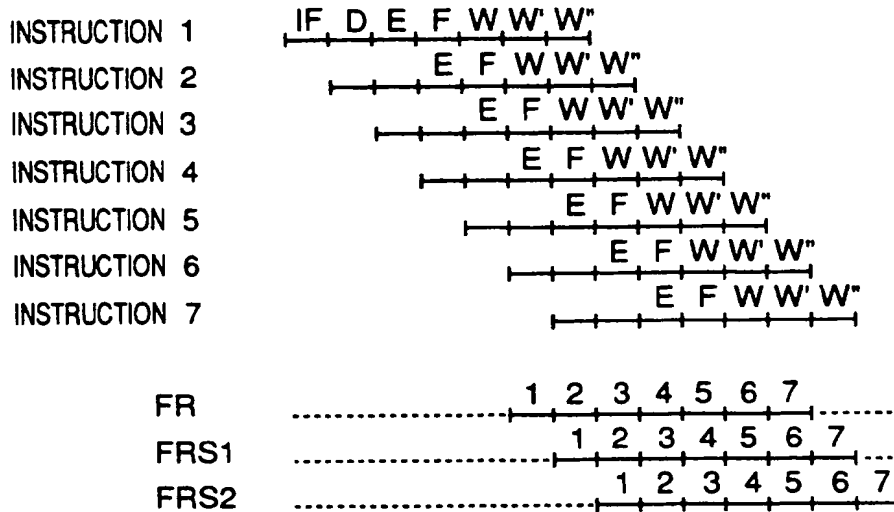 INSTRUCTION 1 IF D E F W W' W"
INSTRUCTION 2 E F W W' W"
INSTRUCTION 3 E F W W' W"
INSTRUCTION 4 E F W W' W"
INSTRUCTION 5 E F W W' W"
INSTRUCTION 6 E F W W' W"
INSTRUCTION 7 E F W W' W"
FR 1 2 3 4 5 6 7
FRS1 1 2 3 4 5 6 7
FRS2 1 2 3 4 5 6 7